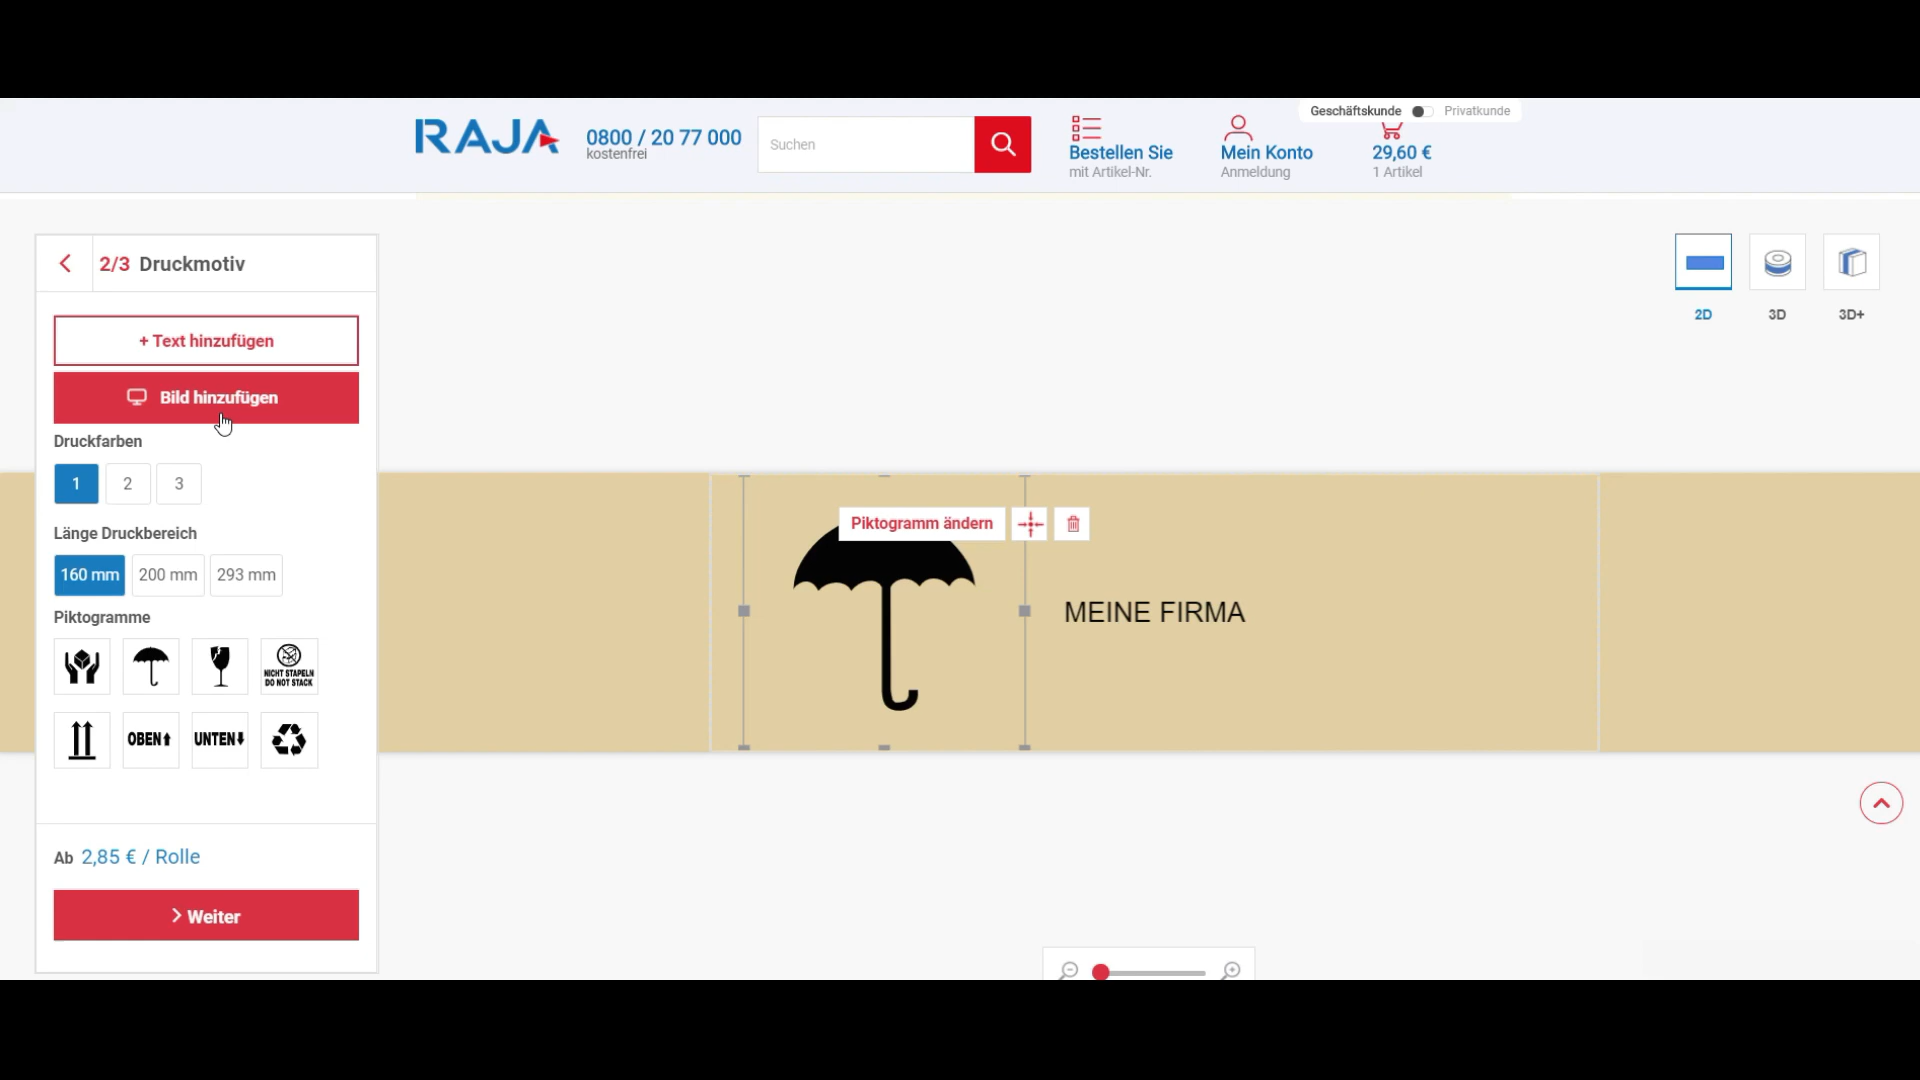 Geschäftskunde Privatkunde
RAJA
0800 / 20 77 000
kostenfrei
Suchen
Bestellen Sie
mit Artikel-Nr.
Mein Konto
Anmeldung
29,60 €
1 Artikel
2/3 Druckmotiv
+ Text hinzufügen
Bild hinzufügen
Druckfarben
1 2 3
Länge Druckbereich
160 mm 200 mm 293 mm
Piktogramme
NICHT STAPELN
DO NOT STACK
OBEN UNTEN
Ab 2,85 € / Rolle
Weiter
Piktogramm ändern
MEINE FIRMA
2D 3D 3D+